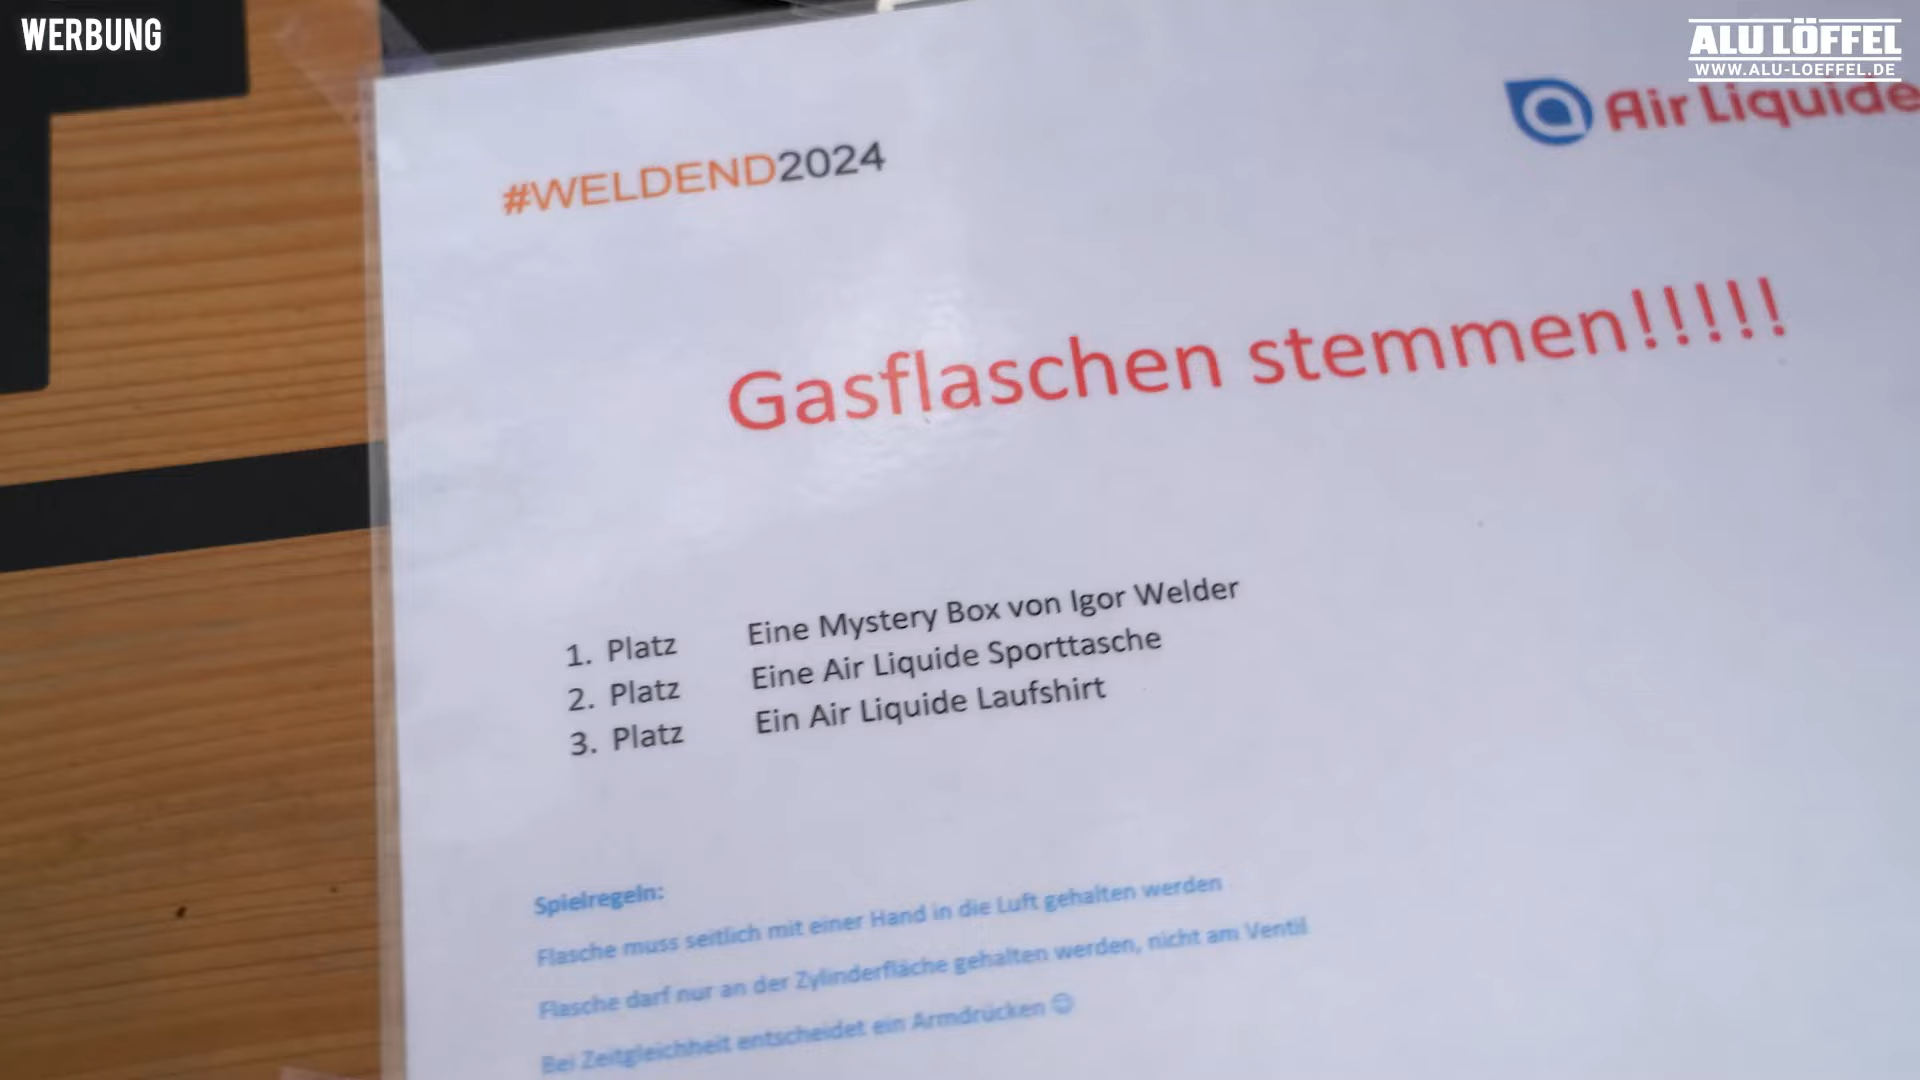 WERBUNG
ALU LÖFFEL
WWW.ALU-LOEFFEL.DE
Air Liquide
#WELDEND2024
Gasflaschen stemmen!!!!!
1. Platz Eine Mystery Box von Igor Welder
2. Platz Eine Air Liquide Sporttasche
3. Platz Ein Air Liquide Laufshirt
Spielregeln:
Flasche muss seitlich mit einer Hand in die Luft gehalten werden
Flasche darf nur an der Zylinderfläche gehalten werden, nicht am Ventil
Bei Zeitgleichheit entscheidet ein Armdrücken 😊